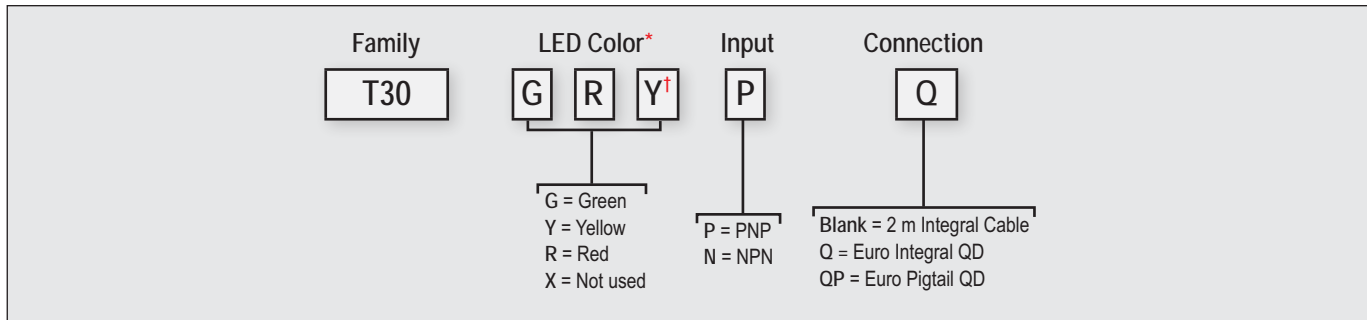 Family LED Color* Input Connection
T30 G R Y† P Q
G = Green
Y = Yellow
R = Red
X = Not used
P = PNP
N = NPN
Blank = 2 m Integral Cable
Q = Euro Integral QD
QP = Euro Pigtail QD